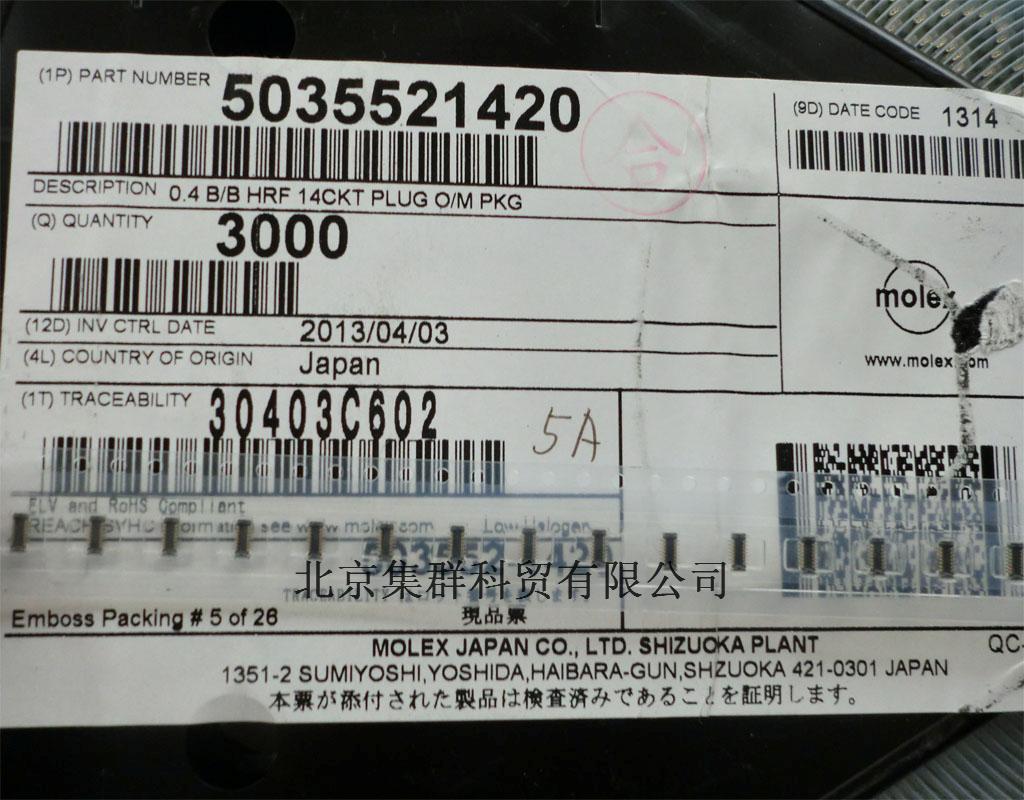 (1P) PART NUMBER 5035521420
(9D) DATE CODE 1314
合
DESCRIPTION 0.4 B/B HRF 14CKT PLUG O/M PKG
(Q) QUANTITY 3000
molex
(12D) INV CTRL DATE 2013/04/03
(4L) COUNTRY OF ORIGIN Japan
www.molex.com
(1T) TRACEABILITY 30403C602
5A
ELV and RoHS Compliant
see www.molex.com Low-Halogen
北京集群科贸有限公司
Emboss Packing # 5 of 26
現品票
MOLEX JAPAN CO., LTD. SHIZUOKA PLANT
QC-
1351-2 SUMIYOSHI,YOSHIDA,HAIBARA-GUN,SHZUOKA 421-0301 JAPAN
本票が添付された製品は検査済みであることを証明します。